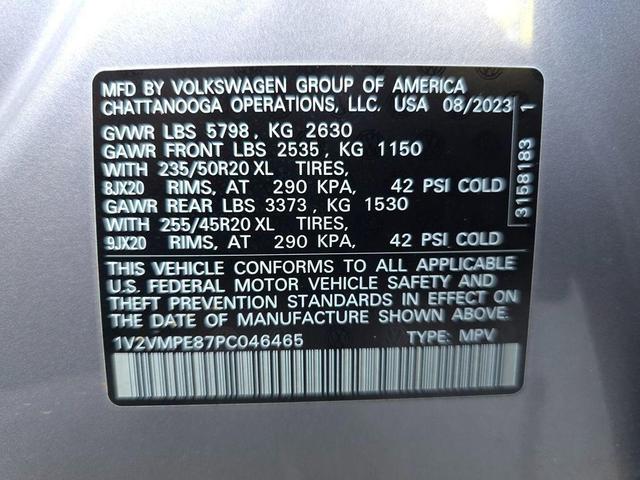 MFD BY VOLKSWAGEN GROUP OF AMERICA
CHATTANOOGA OPERATIONS, LLC. USA 08/2023
GVWR LBS 5798, KG 2630
GAWR FRONT LBS 2535, KG 1150
WITH 235/50R20 XL TIRES,
8JX20 RIMS, AT 290 KPA, 42 PSI COLD
GAWR REAR LBS 3373, KG 1530
WITH 255/45R20 XL TIRES,
9JX20 RIMS, AT 290 KPA, 42 PSI COLD
THIS VEHICLE CONFORMS TO ALL APPLICABLE
U.S. FEDERAL MOTOR VEHICLE SAFETY AND
THEFT PREVENTION STANDARDS IN EFFECT ON
THE DATE OF MANUFACTURE SHOWN ABOVE.
1V2VMPE87PC046465 TYPE: MPV
3158183 1